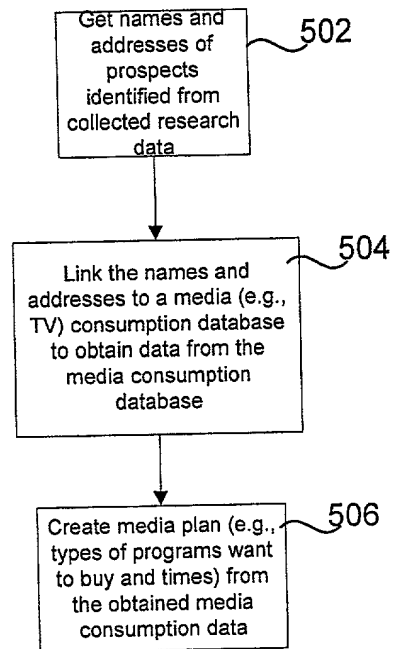 Get names and
addresses of
prospects
identified from
collected research
data
502
Link the names and
addresses to a media (e.g.,
TV) consumption database
to obtain data from the
media consumption
database
504
Create media plan (e.g.,
types of programs want
to buy and times) from
the obtained media
consumption data
506